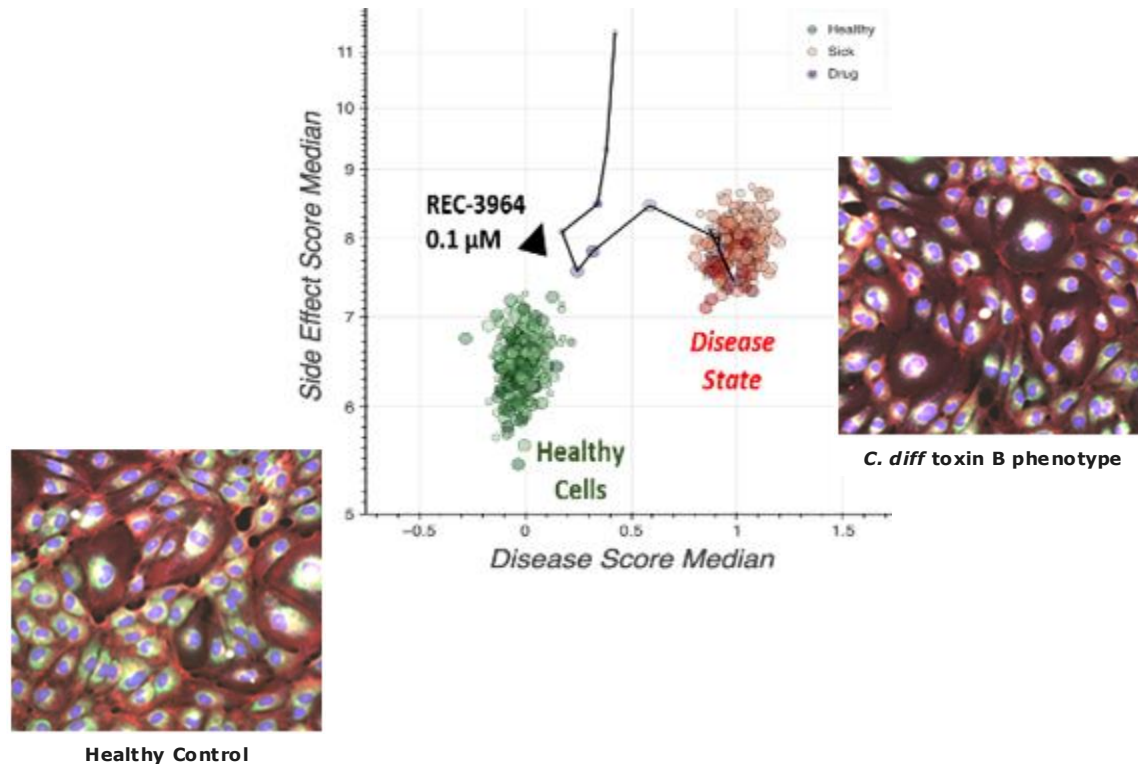 Healthy
Sick
Drug
11
10
9
8
7
6
5
Side Effect Score Median
REC-3964
0.1 µM
Disease
State
Healthy
Cells
−0.5
0
0.5
1
1.5
Disease Score Median
C. diff toxin B phenotype
Healthy Control